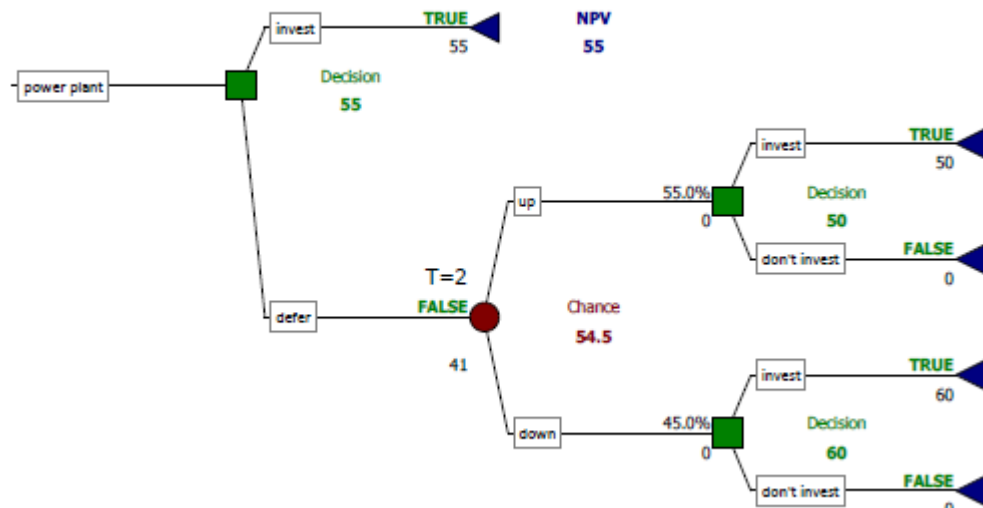 invest
TRUE
55
NPV
55
power plant
Decision
55
invest
TRUE
50
up
55.0%
0
Decision
50
don't invest
FALSE
0
T=2
defer
FALSE
41
Chance
54.5
invest
TRUE
60
down
45.0%
0
Decision
60
don't invest
FALSE
0